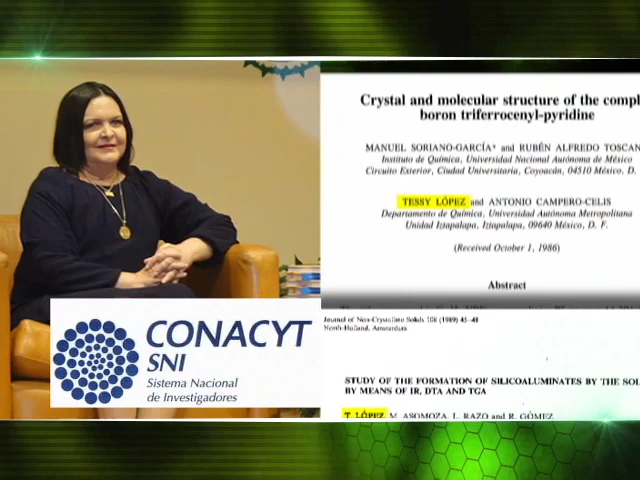 CONACYT
SNI
Sistema Nacional
de Investigadores
Crystal and molecular structure of the compl
boron triferrocenyl-pyridine
MANUEL SORIANO-GARCÍA* and RUBÉN ALFREDO TOSCAN
Instituto de Química, Universidad Nacional Autónoma de México
Circuito Exterior, Ciudad Universitaria, Coyoacán, 04510 México, D.
TESSY LÓPEZ and ANTONIO CAMPERO-CELIS
Departamento de Química, Universidad Autónoma Metropolitana
Unidad Iztapalapa, Iztapalapa, 09640 México, D. F.
(Received October 1, 1986)
Abstract
Journal of Non-Crystalline Solids 108 (1989) 45-48
North-Holland, Amsterdam
STUDY OF THE FORMATION OF SILICOALUMINATES BY THE SOL
BY MEANS OF IR, DTA AND TGA
T. LÓPEZ, M. ASOMOZA, L. RAZO and R. GÓMEZ